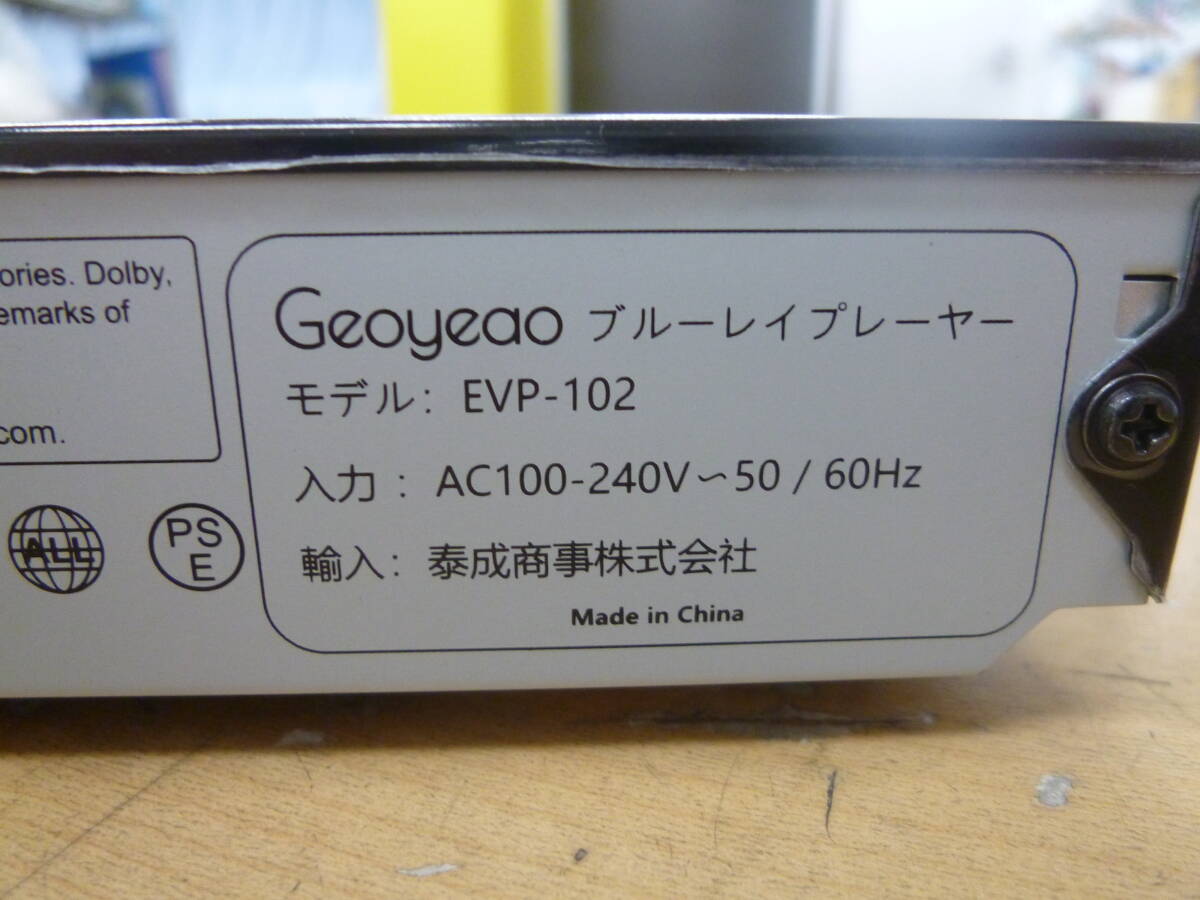 ories. Dolby,
emarks of
com.
ALL
PS
E
Geoyeao ブルーレイプレーヤー
モデル: EVP-102
入力 : AC100-240V～50 / 60Hz
輸入: 泰成商事株式会社
Made in China